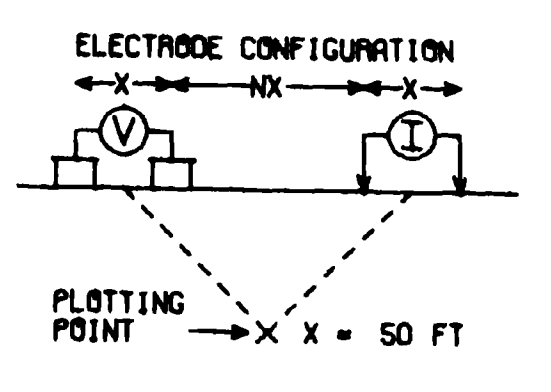 ELECTRODE CONFIGURATION
X NX X
V I
PLOTTING
POINT X X = 50 FT